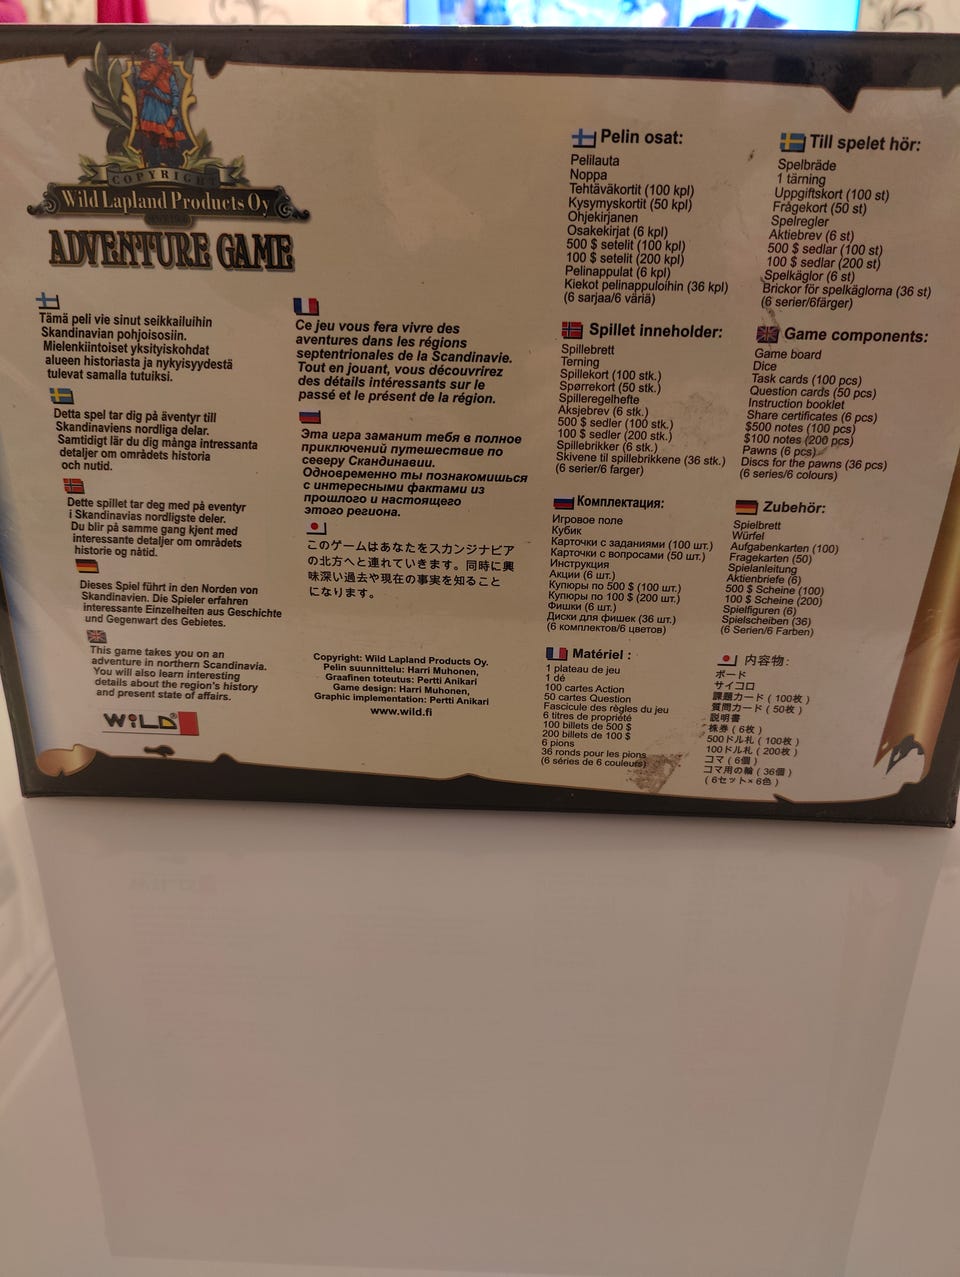 COPYRIGHT
Wild Lapland Products Oy
ADVENTURE GAME
Tämä peli vie sinut seikkailuihin
Skandinavian pohjoisosiin.
Mielenkiintoiset yksityiskohdat
alueen historiasta ja nykyisyydestä
tulevat samalla tutuiksi.
Detta spel tar dig på äventyr till
Skandinaviens nordliga delar.
Samtidigt lär du dig många intressanta
detaljer om områdets historia
och nutid.
Dette spillet tar deg med på eventyr
i Skandinavias nordligste deler.
Du blir på samme gang kjent med
interessante detaljer om områdets
historie og nåtid.
Dieses Spiel führt in den Norden von
Skandinavien. Die Spieler erfahren
interessante Einzelheiten aus Geschichte
und Gegenwart des Gebietes.
This game takes you on an
adventure in northern Scandinavia.
You will also learn interesting
details about the region's history
and present state of affairs.
WiLD
Ce jeu vous fera vivre des
aventures dans les régions
septentrionales de la Scandinavie.
Tout en jouant, vous découvrirez
des détails intéressants sur le
passé et le présent de la région.
Эта игра заманит тебя в полное
приключений путешествие по
северу Скандинавии.
Одновременно ты познакомишься
с интересными фактами из
прошлого и настоящего
этого региона.
このゲームはあなたをスカンジナビア
の北方へと連れていきます。同時に興
味深い過去や現在の事実を知ること
になります。
Copyright: Wild Lapland Products Oy.
Pelin suunnittelu: Harri Muhonen,
Graafinen toteutus: Pertti Anikari
Game design: Harri Muhonen,
Graphic implementation: Pertti Anikari
www.wild.fi
Pelin osat:
Pelilauta
Noppa
Tehtäväkortit (100 kpl)
Kysymyskortit (50 kpl)
Ohjekirjanen
Osakekirjat (6 kpl)
500 $ setelit (100 kpl)
100 $ setelit (200 kpl)
Pelinappulat (6 kpl)
Kiekot pelinappuloihin (36 kpl)
(6 sarjaa/6 väriä)
Till spelet hör:
Spelbräde
1 tärning
Uppgiftskort (100 st)
Frågekort (50 st)
Spelregler
Aktiebrev (6 st)
500 $ sedlar (100 st)
100 $ sedlar (200 st)
Spelkäglor (6 st)
Brickor för spelkäglorna (36 st)
(6 serier/6färger)
Spillet inneholder:
Spillebrett
Terning
Spillekort (100 stk.)
Spørrekort (50 stk.)
Spilleregelhefte
Aksjebrev (6 stk.)
500 $ sedler (100 stk.)
100 $ sedler (200 stk.)
Spillebrikker (6 stk.)
Skivene til spillebrikkene (36 stk.)
(6 serier/6 farger)
Game components:
Game board
Dice
Task cards (100 pcs)
Question cards (50 pcs)
Instruction booklet
Share certificates (6 pcs)
$500 notes (100 pcs)
$100 notes (200 pcs)
Pawns (6 pcs)
Discs for the pawns (36 pcs)
(6 series/6 colours)
Комплектация:
Игровое поле
Кубик
Карточки с заданиями (100 шт.)
Карточки с вопросами (50 шт.)
Инструкция
Акции (6 шт.)
Купюры по 500 $ (100 шт.)
Купюры по 100 $ (200 шт.)
Фишки (6 шт.)
Диски для фишек (36 шт.)
(6 комплектов/6 цветов)
Zubehör:
Spielbrett
Würfel
Aufgabenkarten (100)
Fragekarten (50)
Spielanleitung
Aktienbriefe (6)
500 $ Scheine (100)
100 $ Scheine (200)
Spielfiguren (6)
Spielscheiben (36)
(6 Serien/6 Farben)
Matériel :
1 plateau de jeu
1 dé
100 cartes Action
50 cartes Question
Fascicule des règles du jeu
6 titres de propriété
100 billets de 500 $
200 billets de 100 $
6 pions
36 ronds pour les pions
(6 séries de 6 couleurs)
内容物:
ボード
サイコロ
課題カード（100枚）
質問カード（50枚）
説明書
株券（6枚）
500ドル札（100枚）
100ドル札（200枚）
コマ（6個）
コマ用の輪（36個）
（6セット×6色）